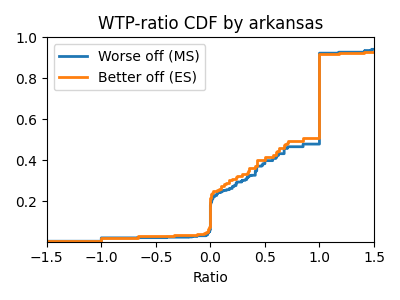 WTP-ratio CDF by arkansas
1.0
0.8
0.6
0.4
0.2
Worse off (MS)
Better off (ES)
−1.5 −1.0 −0.5 0.0 0.5 1.0 1.5
Ratio